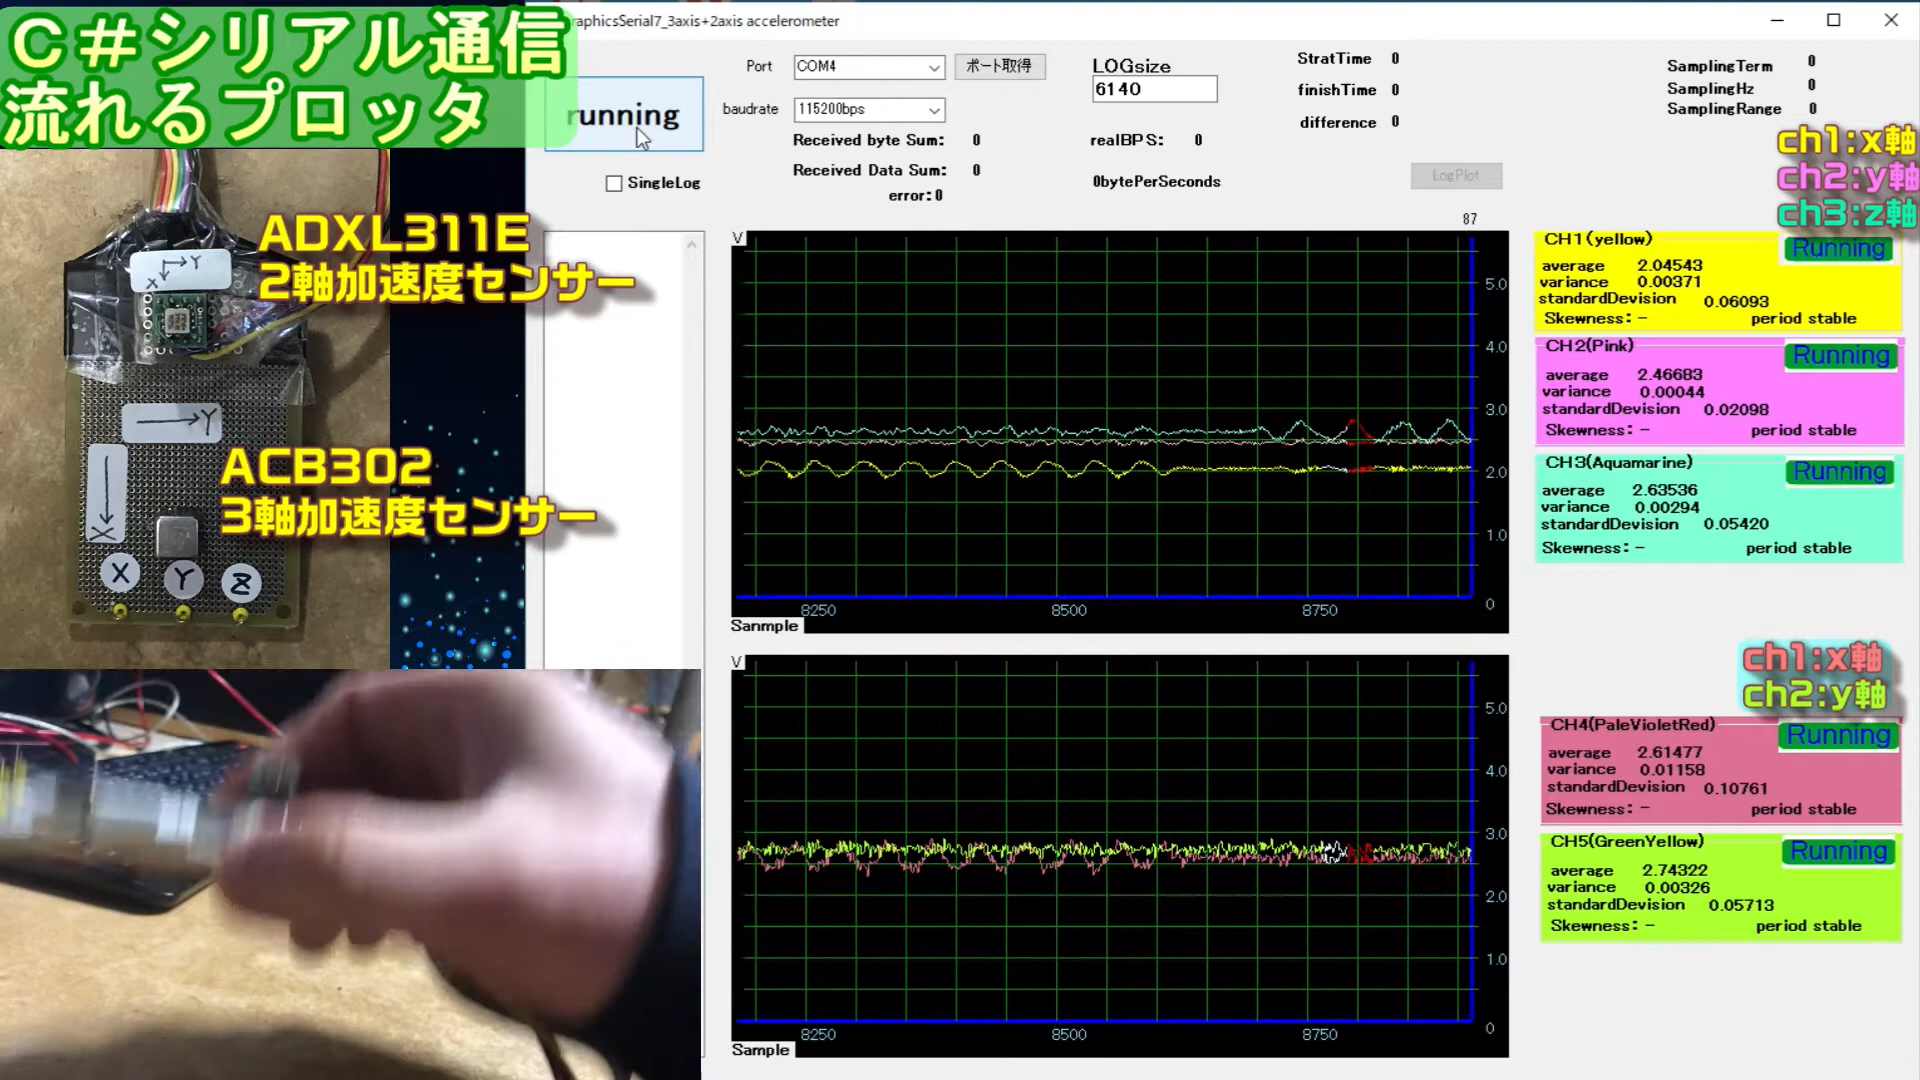 C#シリアル通信
流れるプロッタ
raphicsSerial7_3axis+2axis accelerometer
running
SingleLog
Port
COM4
ポート取得
baudrate
115200bps
Received byte Sum: 0
Received Data Sum: 0
error:0
LOGsize
6140
realBPS: 0
0bytePerSeconds
StratTime 0
finishTime 0
difference 0
LogPlot
SamplingTerm 0
SamplingHz 0
SamplingRange 0
ch1:x軸
ch2:y軸
ch3:z軸
ADXL311E
2軸加速度センサー
ACB302
3軸加速度センサー
Y
X
Y
X
X
Y
Z
87
V
5.0
4.0
3.0
2.0
1.0
0
8250
8500
8750
Sanmple
CH1(yellow)
Running
average 2.04543
variance 0.00371
standardDevision 0.06093
Skewness:- period stable
CH2(Pink)
Running
average 2.46683
variance 0.00044
standardDevision 0.02098
Skewness:- period stable
CH3(Aquamarine)
Running
average 2.63536
variance 0.00294
standardDevision 0.05420
Skewness:- period stable
V
5.0
4.0
3.0
2.0
1.0
0
8250
8500
8750
Sample
ch1:x軸
ch2:y軸
CH4(PaleVioletRed)
Running
average 2.61477
variance 0.01158
standardDevision 0.10761
Skewness:- period stable
CH5(GreenYellow)
Running
average 2.74322
variance 0.00326
standardDevision 0.05713
Skewness:- period stable